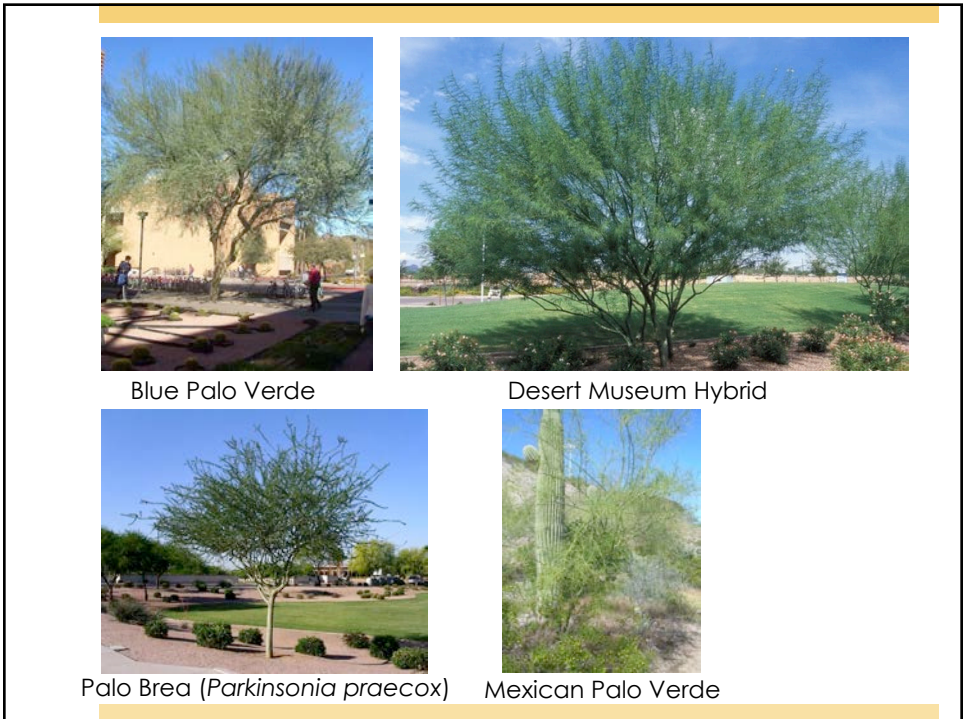 Blue Palo Verde
Desert Museum Hybrid
Palo Brea (Parkinsonia praecox)
Mexican Palo Verde